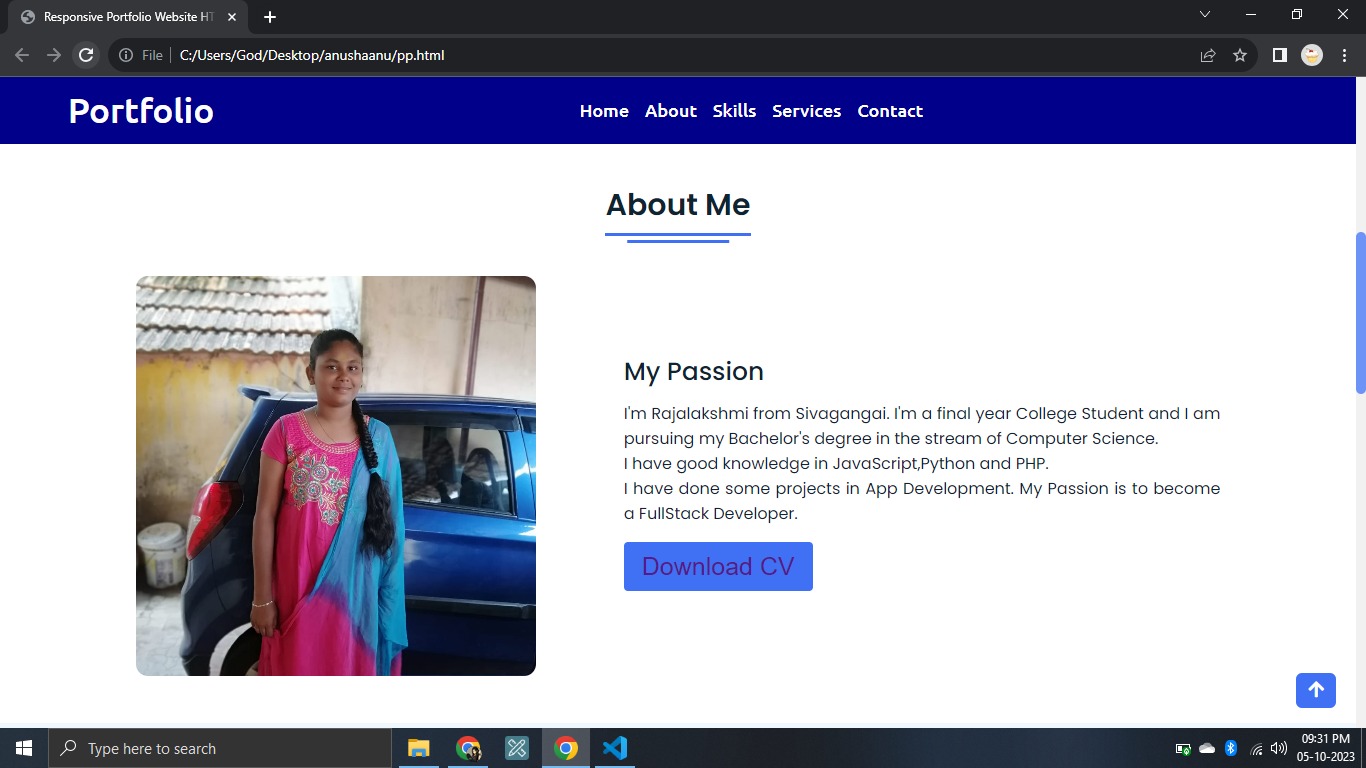 Responsive Portfolio Website HT
File
C:/Users/God/Desktop/anushaanu/pp.html
Portfolio
Home About Skills Services Contact
About Me
My Passion
I'm Rajalakshmi from Sivagangai. I'm a final year College Student and I am
pursuing my Bachelor's degree in the stream of Computer Science.
I have good knowledge in JavaScript,Python and PHP.
I have done some projects in App Development. My Passion is to become
a FullStack Developer.
Download CV
Type here to search
09:31 PM
05-10-2023